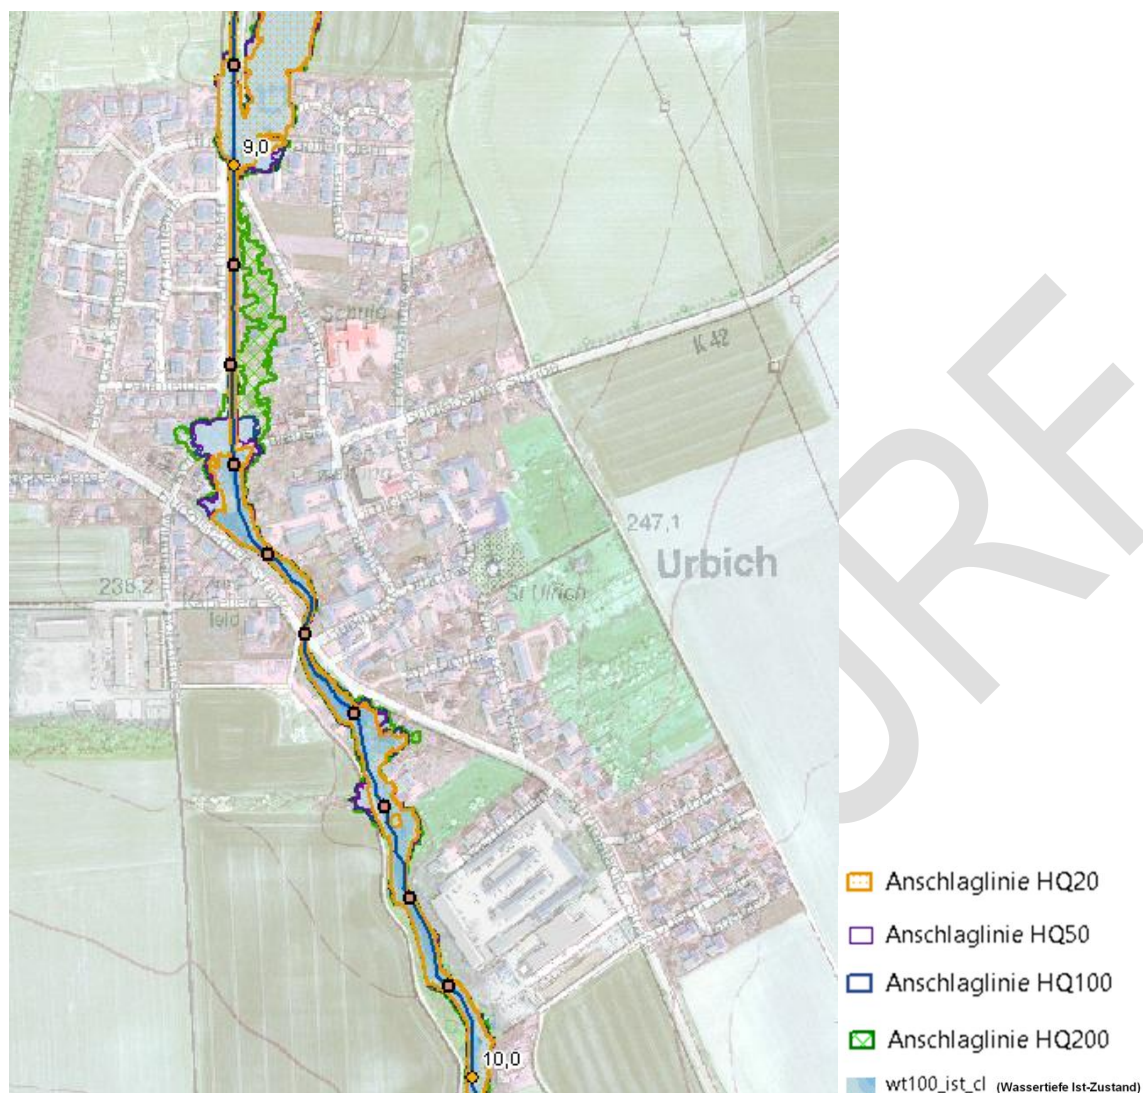 9,0
Schule
K 42
247,1
Urbich
St Ulrich
238,2
feld
10,0
URF
Anschlaglinie HQ20
Anschlaglinie HQ50
Anschlaglinie HQ100
Anschlaglinie HQ200
wt100_ist_cl (Wassertiefe Ist-Zustand)